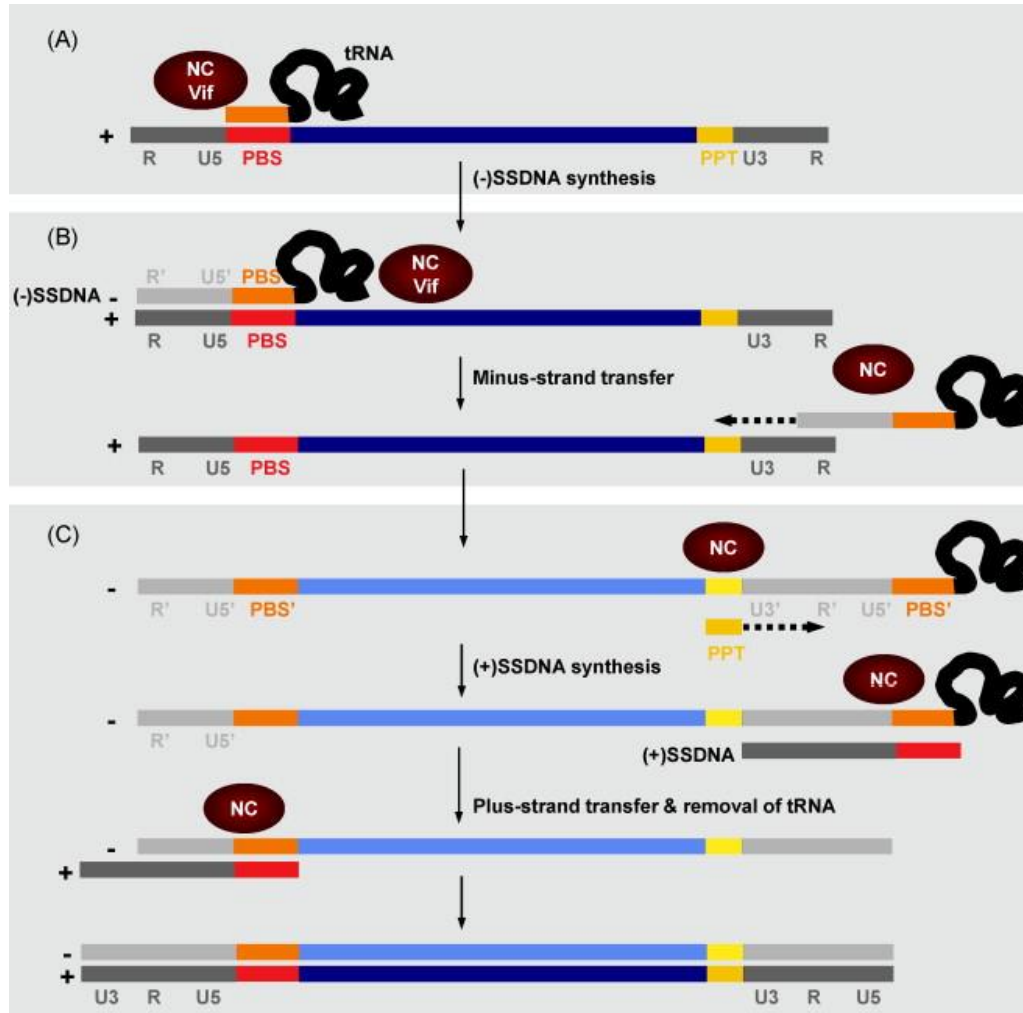 (A)
NC
Vif
tRNA
+
R U5 PBS PPT U3 R
(-)SSDNA synthesis
(B)
NC
Vif
R' U5' PBS
(-)SSDNA -
+
R U5 PBS U3 R
NC
Minus-strand transfer
+
R U5 PBS U3 R
(C)
NC
-
R' U5' PBS' U3' R' U5' PBS'
PPT
(+)SSDNA synthesis
NC
-
R' U5'
(+)SSDNA
Plus-strand transfer & removal of tRNA
NC
-
+
-
+
U3 R U5 U3 R U5